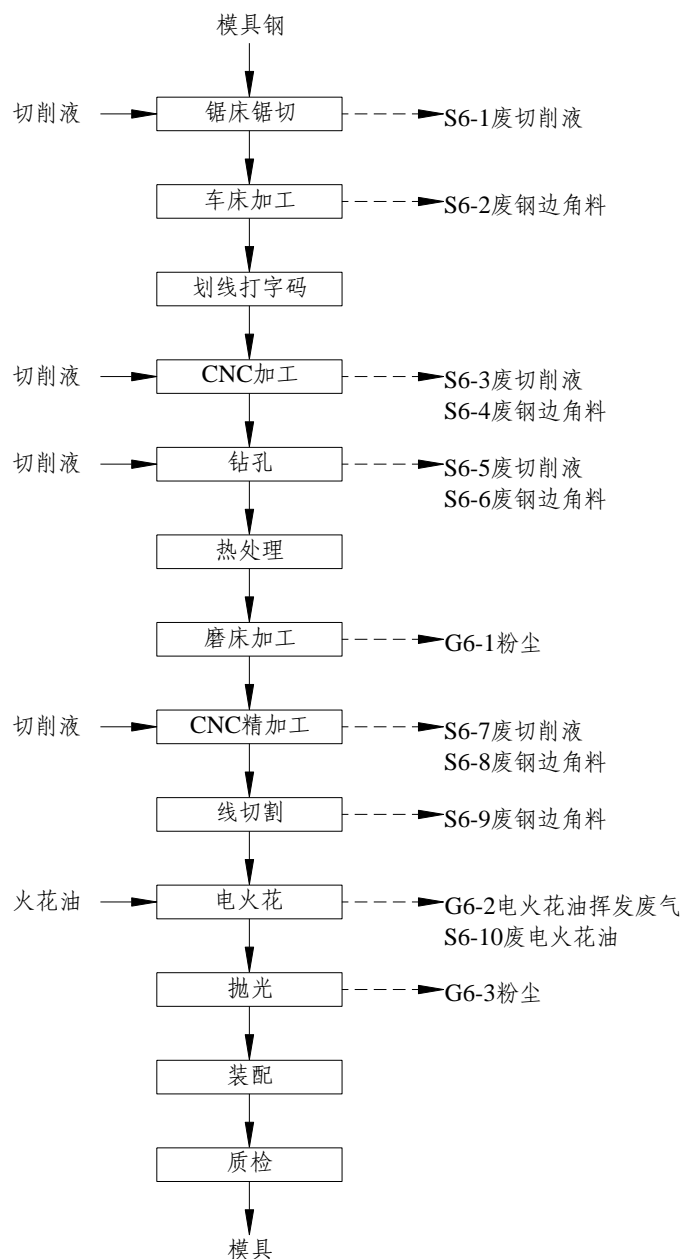 模具钢
切削液
锯床锯切
S6-1废切削液
车床加工
S6-2废钢边角料
划线打字码
切削液
CNC加工
S6-3废切削液
S6-4废钢边角料
切削液
钻孔
S6-5废切削液
S6-6废钢边角料
热处理
磨床加工
G6-1粉尘
切削液
CNC精加工
S6-7废切削液
S6-8废钢边角料
线切割
S6-9废钢边角料
火花油
电火花
G6-2电火花油挥发废气
S6-10废电火花油
抛光
G6-3粉尘
装配
质检
模具